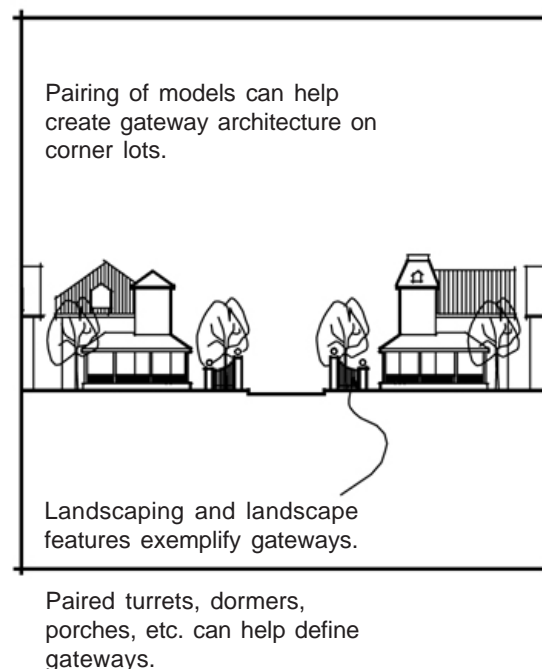 Pairing of models can help
create gateway architecture on
corner lots.
Landscaping and landscape
features exemplify gateways.
Paired turrets, dormers,
porches, etc. can help define
gateways.